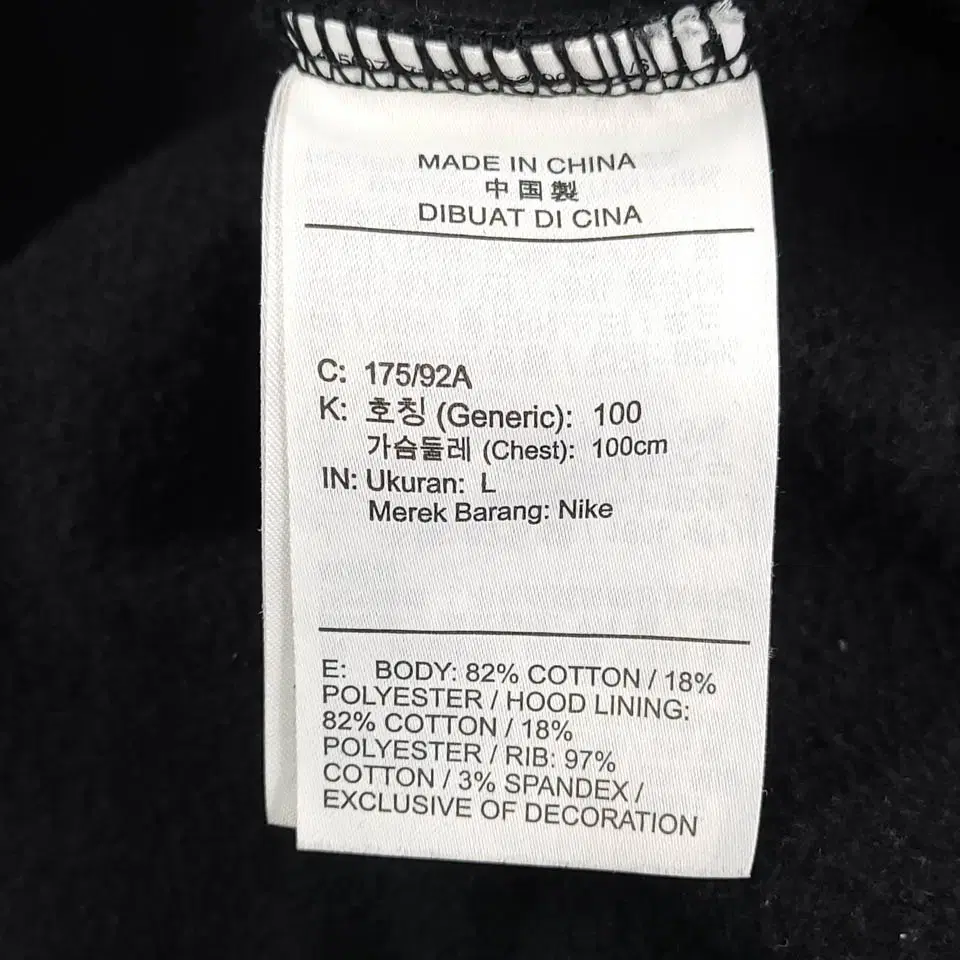 MADE IN CHINA
中国製
DIBUAT DI CINA
C: 175/92A
K: 호칭 (Generic): 100
가슴둘레 (Chest): 100cm
IN: Ukuran: L
Merek Barang: Nike
E: BODY: 82% COTTON / 18%
POLYESTER / HOOD LINING:
82% COTTON / 18%
POLYESTER / RIB: 97%
COTTON / 3% SPANDEX /
EXCLUSIVE OF DECORATION